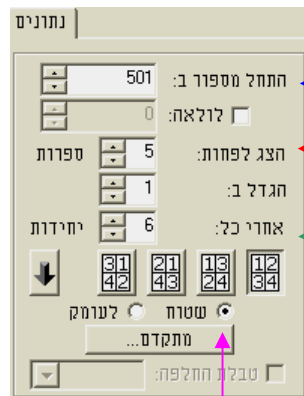 נתונים
התחל מספור ב: 501
לולאה: 0
הצג לפחות: 5 ספרות
הגדל ב: 1
אחרי כל: 6 יחידות
12 34 13 24 21 43 31 42
שטוח לעומק
מתקדם...
טבלת החלפה: